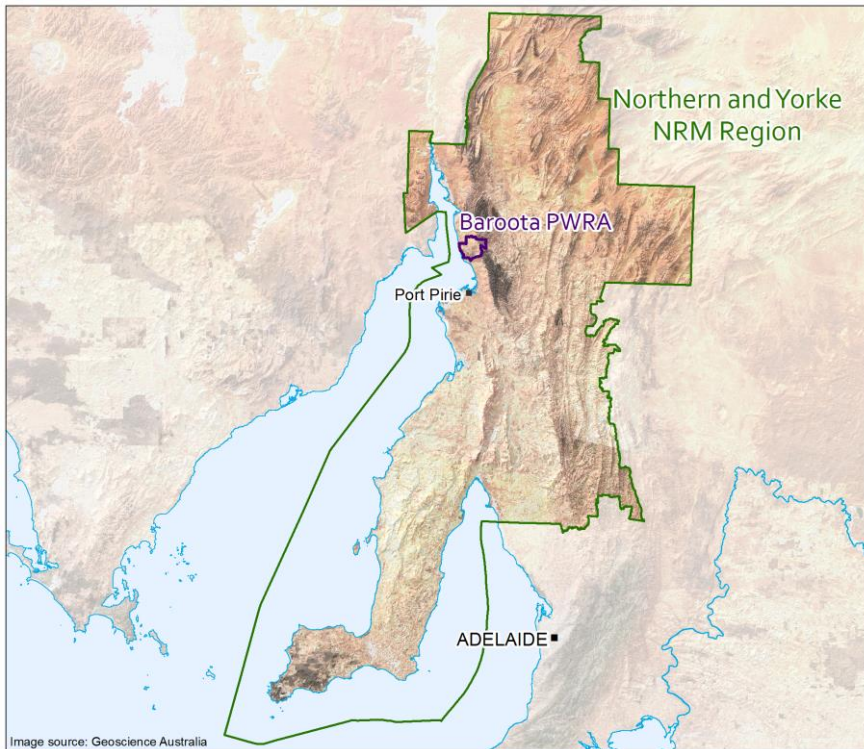 Northern and Yorke
NRM Region
Baroota PWRA
Port Pirie
ADELAIDE
Image source: Geoscience Australia